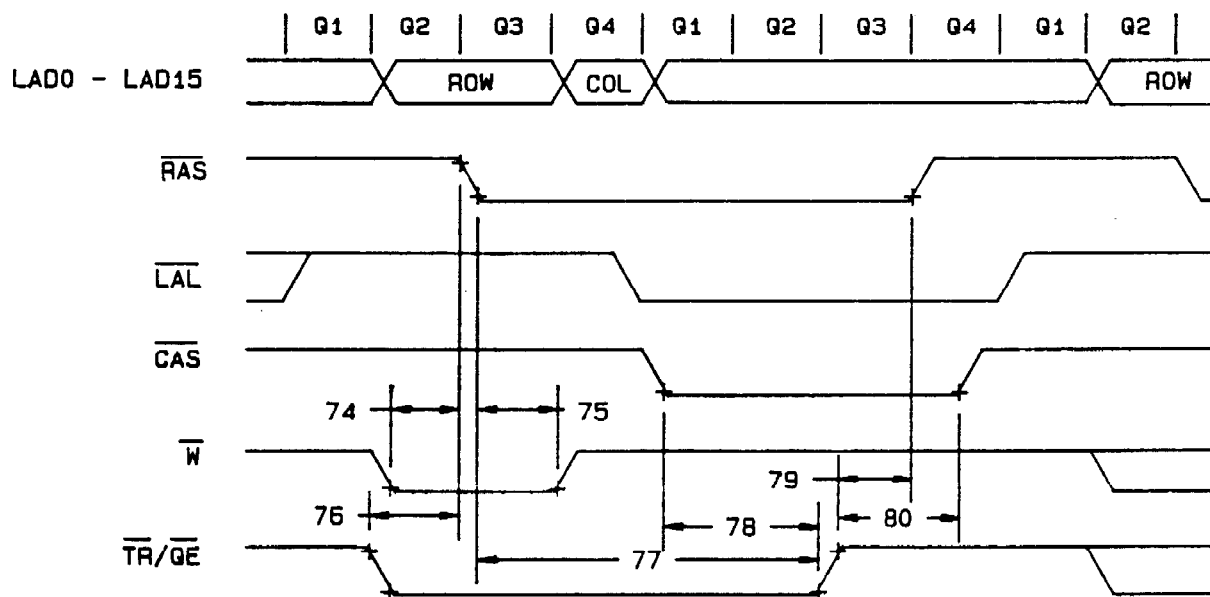 Q1 Q2 Q3 Q4 Q1 Q2 Q3 Q4 Q1 Q2
LAD0 - LAD15 ROW COL ROW
RAS
LAL
CAS
74 75
W
79
76 78 80
TR/QE 77